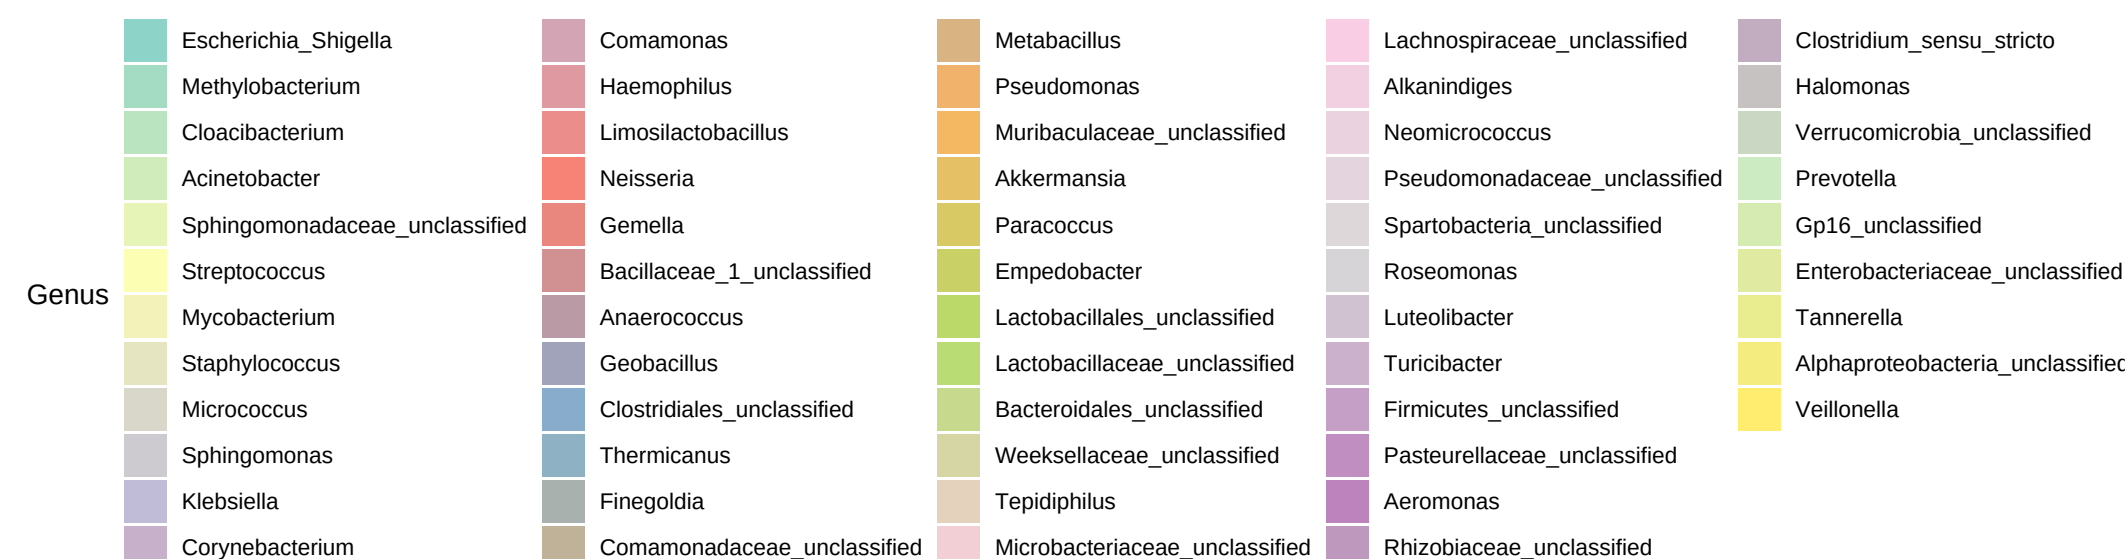 Genus
Escherichia_Shigella
Methylobacterium
Cloacibacterium
Acinetobacter
Sphingomonadaceae_unclassified
Streptococcus
Mycobacterium
Staphylococcus
Micrococcus
Sphingomonas
Klebsiella
Corynebacterium
Comamonas
Haemophilus
Limosilactobacillus
Neisseria
Gemella
Bacillaceae_1_unclassified
Anaerococcus
Geobacillus
Clostridiales_unclassified
Thermicanus
Finegoldia
Comamonadaceae_unclassified
Metabacillus
Pseudomonas
Muribaculaceae_unclassified
Akkermansia
Paracoccus
Empedobacter
Lactobacillales_unclassified
Lactobacillaceae_unclassified
Bacteroidales_unclassified
Weeksellaceae_unclassified
Tepidiphilus
Microbacteriaceae_unclassified
Lachnospiraceae_unclassified
Alkanindiges
Neomicrococcus
Pseudomonadaceae_unclassified
Spartobacteria_unclassified
Roseomonas
Luteolibacter
Turicibacter
Firmicutes_unclassified
Pasteurellaceae_unclassified
Aeromonas
Rhizobiaceae_unclassified
Clostridium_sensu_stricto
Halomonas
Verrucomicrobia_unclassified
Prevotella
Gp16_unclassified
Enterobacteriaceae_unclassified
Tannerella
Alphaproteobacteria_unclassified
Veillonella